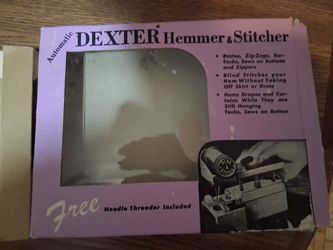 Automatic
DEXTER Hemmer & Stitcher
• Bastes, Zig-Zags, Bar-
Tacks, Sews on Buttons
and Zippers
• Blind Stitches your
Hem Without Taking
Off Skirt or Dress
• Hems Drapes and Cur-
tains While They are
Still Hanging
Tacks, Sews on Button
Free
Needle Threader Included